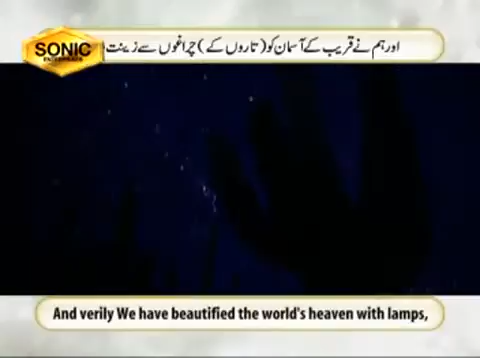 اور ہم نے قریب کے آسمان کو (تاروں کے) چراغوں سے زینت
SONIC
And verily We have beautified the world's heaven with lamps,